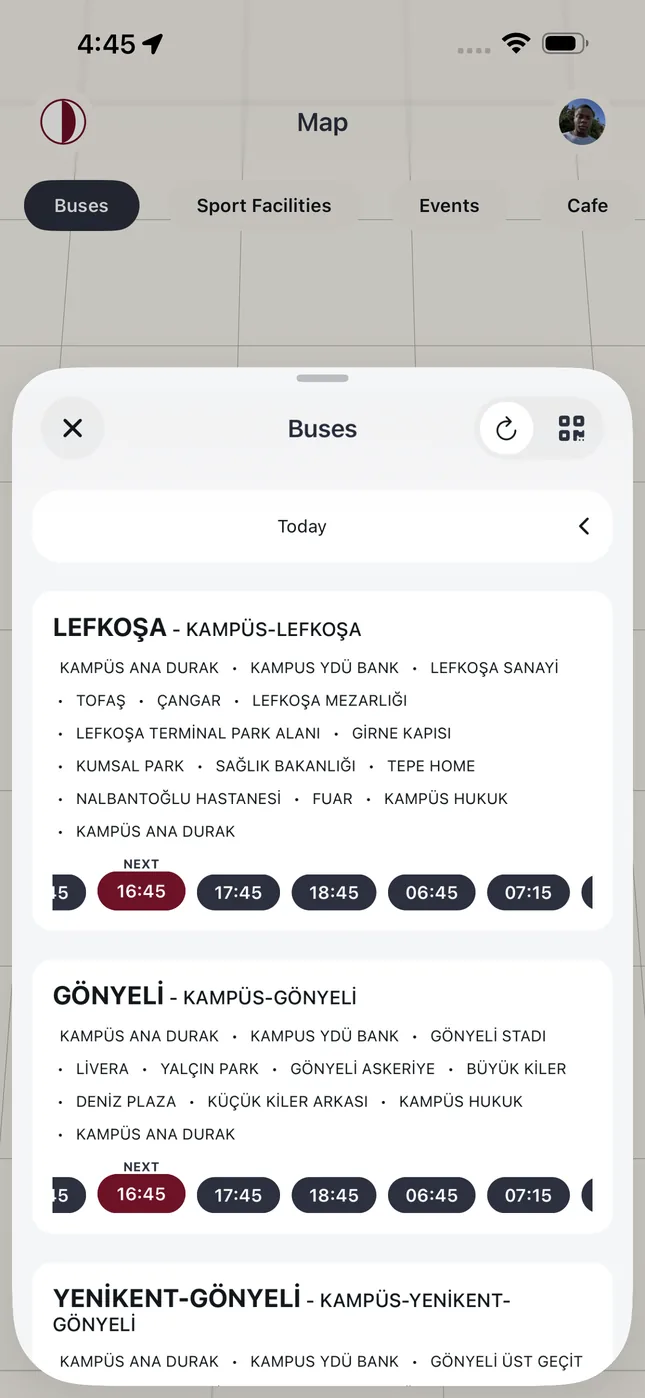 4:45
Map
Buses Sport Facilities Events Cafe
Buses
Today
LEFKOŞA - KAMPÜS-LEFKOŞA
KAMPÜS ANA DURAK • KAMPUS YDÜ BANK • LEFKOŞA SANAYİ
• TOFAŞ • ÇANGAR • LEFKOŞA MEZARLIĞI
• LEFKOŞA TERMİNAL PARK ALANI • GİRNE KAPISI
• KUMSAL PARK • SAĞLIK BAKANLIĞI • TEPE HOME
• NALBANTOĞLU HASTANESİ • FUAR • KAMPÜS HUKUK
• KAMPÜS ANA DURAK
NEXT
45 16:45 17:45 18:45 06:45 07:15
GÖNYELİ - KAMPÜS-GÖNYELİ
KAMPÜS ANA DURAK • KAMPUS YDÜ BANK • GÖNYELİ STADI
• LİVERA • YALÇIN PARK • GÖNYELİ ASKERİYE • BÜYÜK KİLER
• DENİZ PLAZA • KÜÇÜK KİLER ARKASI • KAMPÜS HUKUK
• KAMPÜS ANA DURAK
NEXT
45 16:45 17:45 18:45 06:45 07:15
YENİKENT-GÖNYELİ - KAMPÜS-YENİKENT-
GÖNYELİ
KAMPÜS ANA DURAK • KAMPUS YDÜ BANK • GÖNYELİ ÜST GEÇİT